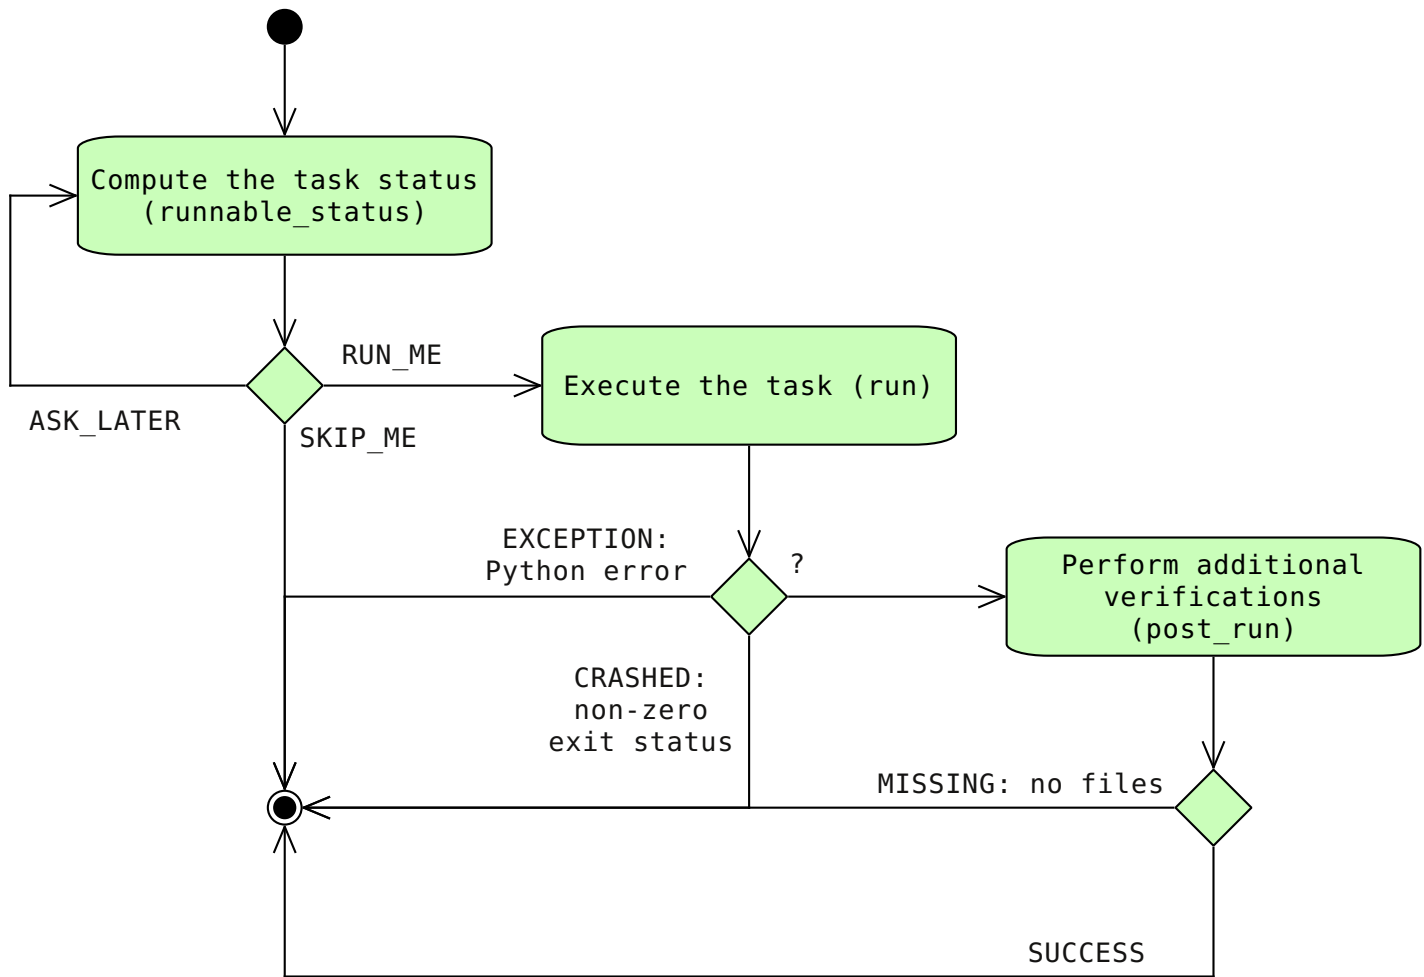 Compute the task status
(runnable_status)
RUN_ME
Execute the task (run)
ASK_LATER
SKIP_ME
EXCEPTION:
Python error
?
Perform additional
verifications
(post_run)
CRASHED:
non-zero
exit status
MISSING: no files
SUCCESS